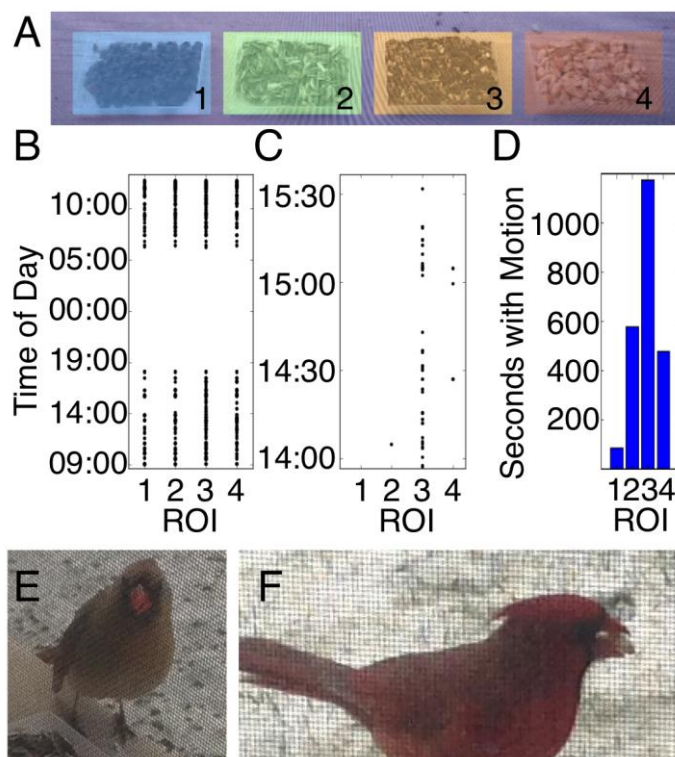 A
1
2
3
4
B
Time of Day
10:00
05:00
00:00
19:00
14:00
09:00
1 2 3 4
ROI
C
15:30
15:00
14:30
14:00
1 2 3 4
ROI
D
Seconds with Motion
1000
800
600
400
200
1234
ROI
E
F